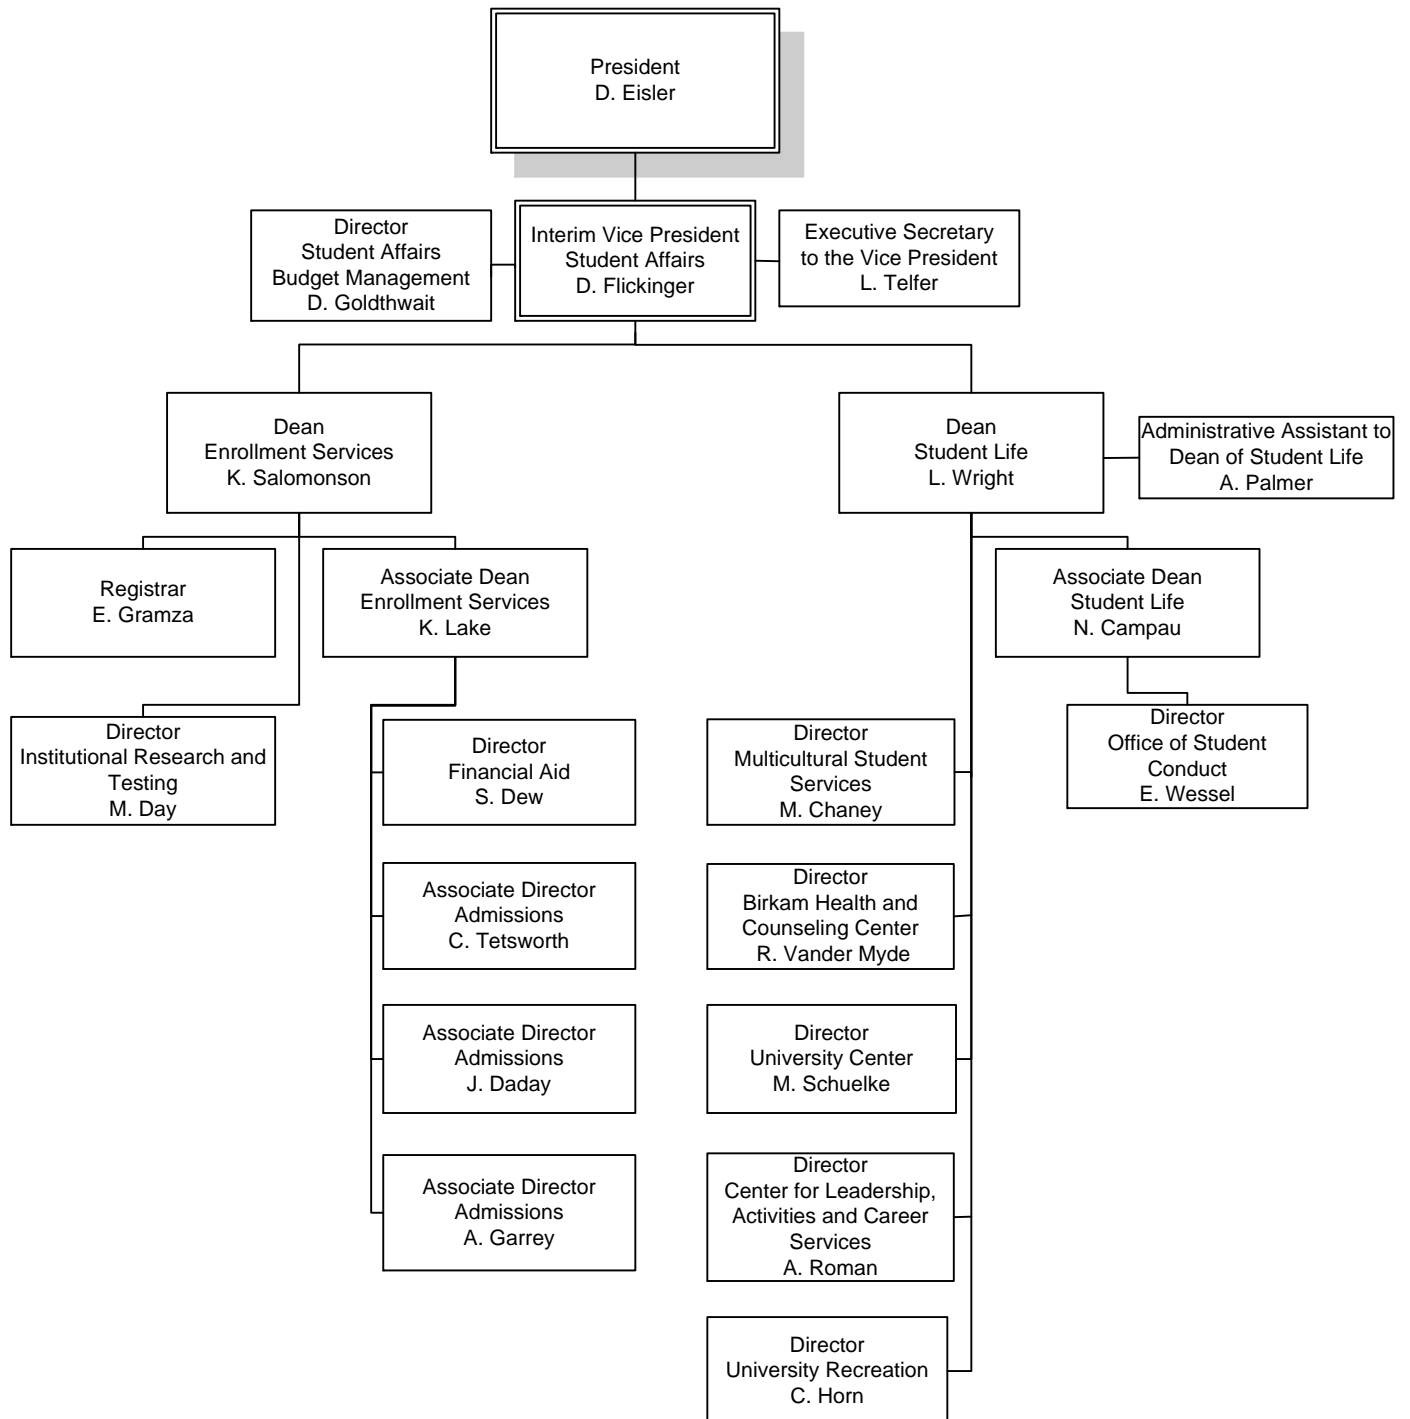 President
D. Eisler
Director
Student Affairs
Budget Management
D. Goldthwait
Interim Vice President
Student Affairs
D. Flickinger
Executive Secretary
to the Vice President
L. Telfer
Dean
Enrollment Services
K. Salomonson
Dean
Student Life
L. Wright
Administrative Assistant to
Dean of Student Life
A. Palmer
Registrar
E. Gramza
Associate Dean
Enrollment Services
K. Lake
Associate Dean
Student Life
N. Campau
Director
Institutional Research and
Testing
M. Day
Director
Financial Aid
S. Dew
Director
Multicultural Student
Services
M. Chaney
Director
Office of Student
Conduct
E. Wessel
Associate Director
Admissions
C. Tetsworth
Director
Birkam Health and
Counseling Center
R. Vander Myde
Associate Director
Admissions
J. Daday
Director
University Center
M. Schuelke
Associate Director
Admissions
A. Garrey
Director
Center for Leadership,
Activities and Career
Services
A. Roman
Director
University Recreation
C. Horn